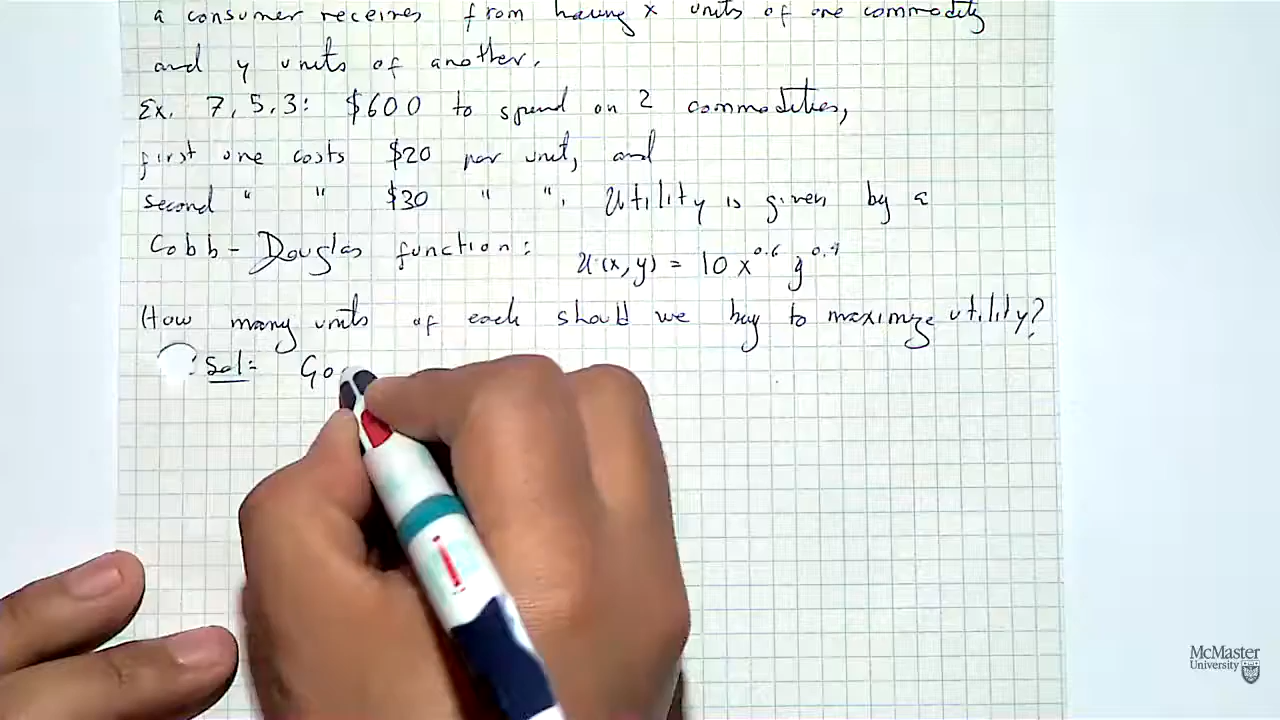 a consumer receives from having x units of one commodity
and y units of another.
Ex. 7.5.3: $600 to spend on 2 commodities,
first one costs $20 per unit, and
second " " $30 " ". Utility is given by a
Cobb-Douglas function: U(x,y) = 10 x^0.6 y^0.4
How many units of each should we buy to maximize utility?
Sol: Go
McMaster
University